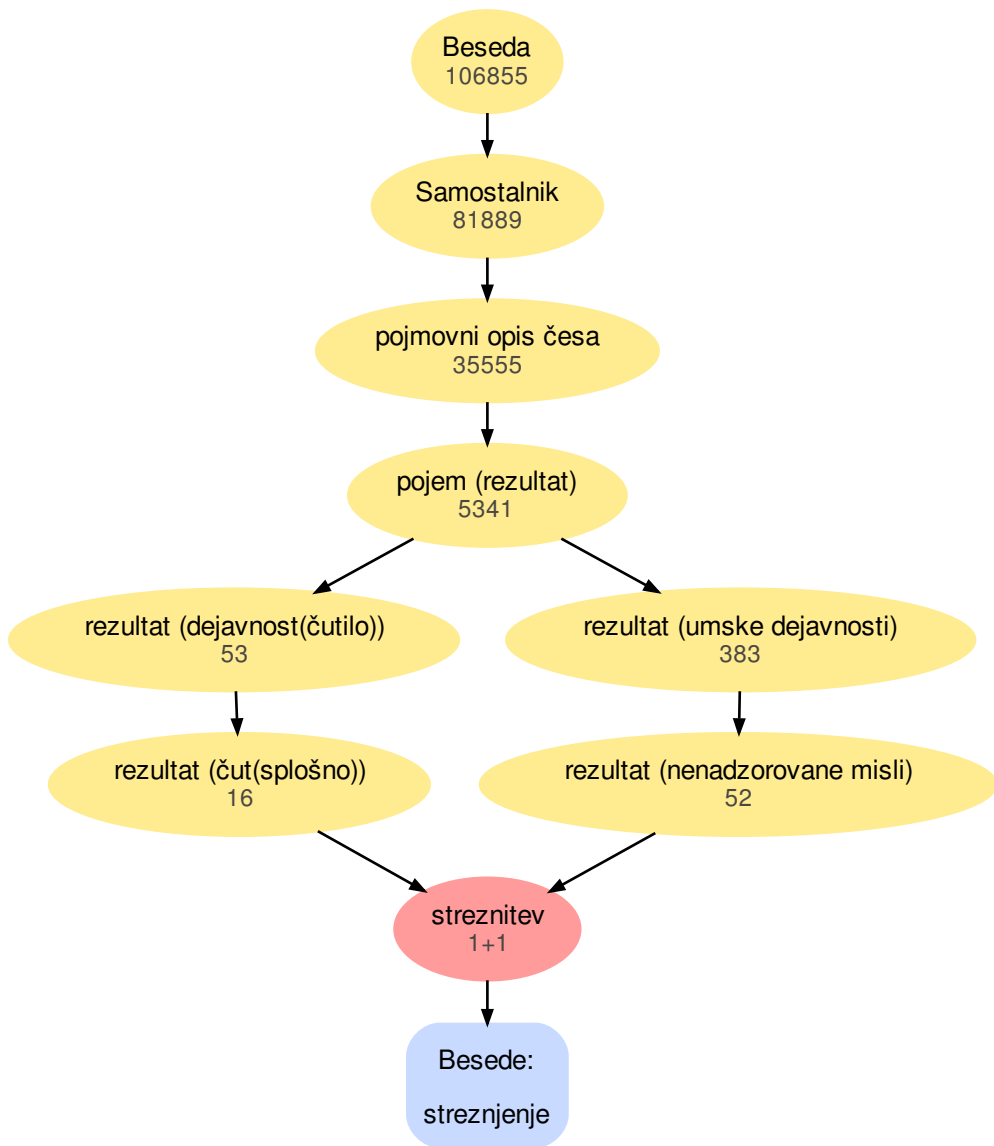 Beseda
106855
Samostalnik
81889
pojmovni opis česa
35555
pojem (rezultat)
5341
rezultat (dejavnost(čutilo))
53
rezultat (umske dejavnosti)
383
rezultat (čut(splošno))
16
rezultat (nenadzorovane misli)
52
streznitev
1+1
Besede:
streznjenje